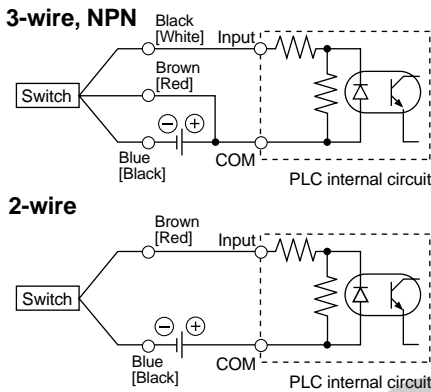 3-wire, NPN
Black
[White]
Input
Brown
[Red]
Switch
⊖ ⊕
Blue
[Black]
COM
PLC internal circuit
2-wire
Brown
[Red]
Input
Switch
⊖ ⊕
Blue
[Black]
COM
PLC internal circuit